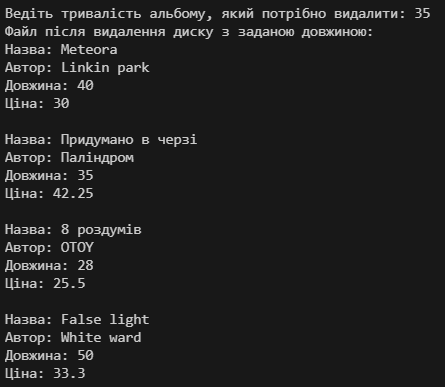 Ведіть тривалість альбому, який потрібно видалити: 35
Файл після видалення диску з заданою довжиною:
Назва: Meteora
Автор: Linkin park
Довжина: 40
Ціна: 30

Назва: Придумано в черзі
Автор: Паліндром
Довжина: 35
Ціна: 42.25

Назва: 8 роздумів
Автор: OTOY
Довжина: 28
Ціна: 25.5

Назва: False light
Автор: White ward
Довжина: 50
Ціна: 33.3